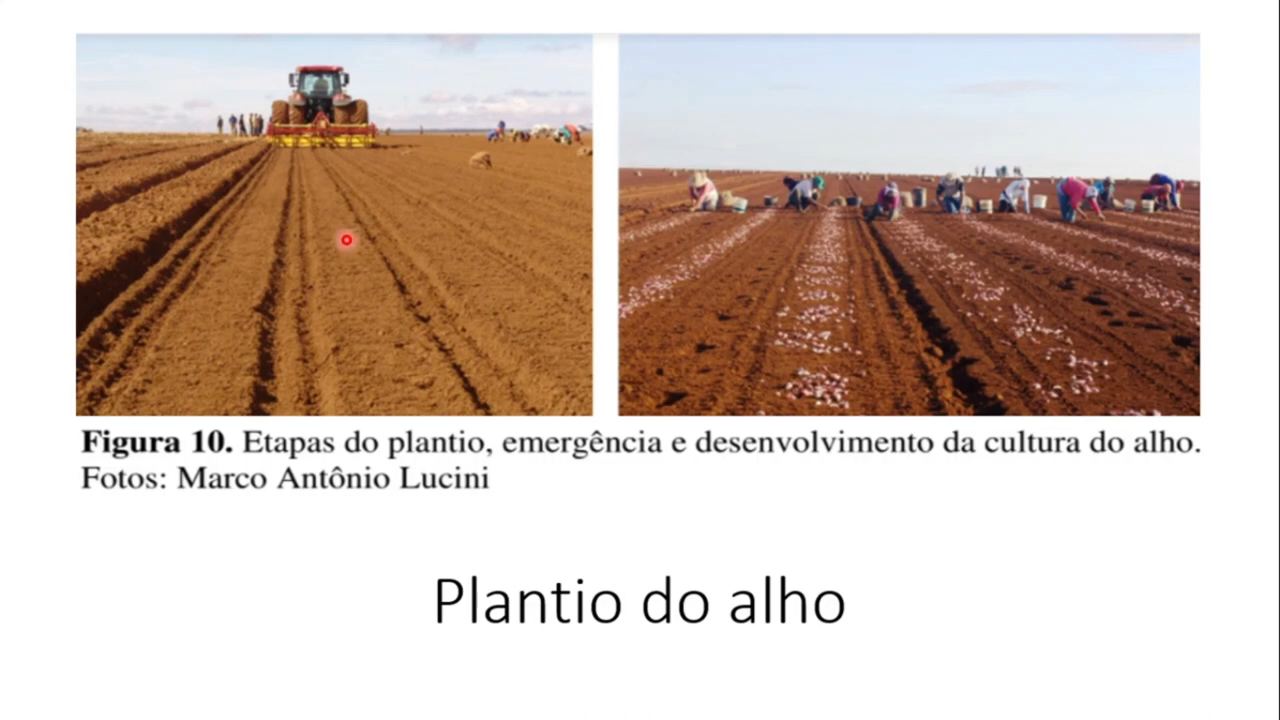 Figura 10. Etapas do plantio, emergência e desenvolvimento da cultura do alho.
Fotos: Marco Antônio Lucini
Plantio do alho